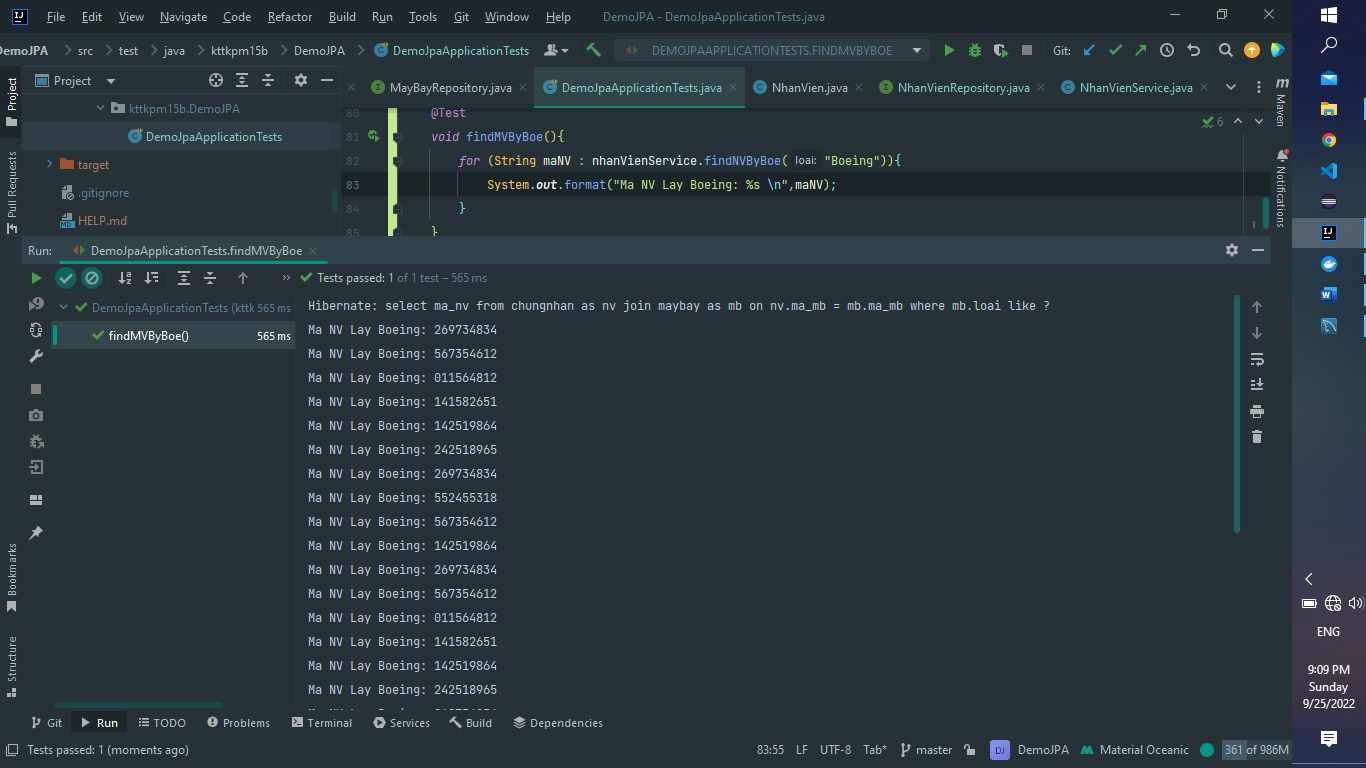 File Edit View Navigate Code Refactor Build Run Tools Git Window Help DemoJPA - DemoJpaApplicationTests.java
DemoJPA src test java kttkpm15b DemoJPA DemoJpaApplicationTests DEMOJPAAPPLICATIONTESTS.FINDMVBYBOE Git:
Project
MayBayRepository.java DemoJpaApplicationTests.java NhanVien.java NhanVienRepository.java NhanVienService.java
kttkpm15b.DemoJPA
DemoJpaApplicationTests
target
.gitignore
HELP.md
80 @Test
81 void findMVByBoe(){
82 for (String maNV : nhanVienService.findNVByBoe( loai: "Boeing")){
83 System.out.format("Ma NV Lay Boeing: %s \n",maNV);
84 }
85 }
6
Project
Pull Requests
Bookmarks
Structure
Maven
Notifications
Run: DemoJpaApplicationTests.findMVByBoe
Tests passed: 1 of 1 test – 565 ms
DemoJpaApplicationTests (kttk 565 ms
findMVByBoe() 565 ms
Hibernate: select ma_nv from chungnhan as nv join maybay as mb on nv.ma_mb = mb.ma_mb where mb.loai like ?
Ma NV Lay Boeing: 269734834
Ma NV Lay Boeing: 567354612
Ma NV Lay Boeing: 011564812
Ma NV Lay Boeing: 141582651
Ma NV Lay Boeing: 142519864
Ma NV Lay Boeing: 242518965
Ma NV Lay Boeing: 269734834
Ma NV Lay Boeing: 552455318
Ma NV Lay Boeing: 567354612
Ma NV Lay Boeing: 142519864
Ma NV Lay Boeing: 269734834
Ma NV Lay Boeing: 567354612
Ma NV Lay Boeing: 011564812
Ma NV Lay Boeing: 141582651
Ma NV Lay Boeing: 142519864
Ma NV Lay Boeing: 242518965
Git Run TODO Problems Terminal Services Build Dependencies
Tests passed: 1 (moments ago) 83:55 LF UTF-8 Tab* master DJ DemoJPA Material Oceanic 361 of 986M
ENG
9:09 PM
Sunday
9/25/2022